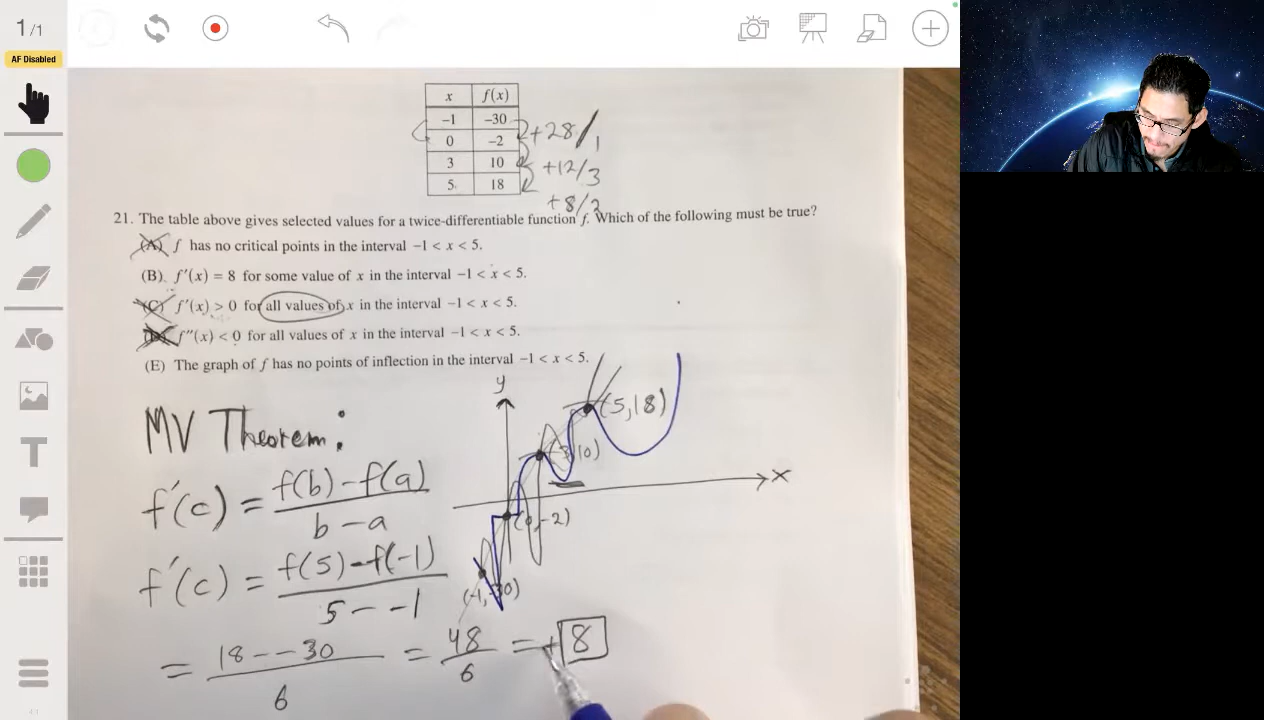 1/1
AF Disabled
x f(x)
-1 -30
0 -2
3 10
5 18
+28/1
+12/3
+8/2
21. The table above gives selected values for a twice-differentiable function f. Which of the following must be true?
(A) f has no critical points in the interval -1 < x < 5.
(B) f'(x) = 8 for some value of x in the interval -1 < x < 5.
(C) f'(x) > 0 for all values of x in the interval -1 < x < 5.
(D) f''(x) < 0 for all values of x in the interval -1 < x < 5.
(E) The graph of f has no points of inflection in the interval -1 < x < 5.
y
(5,18)
(3,10)
x
(0,-2)
(-1,-30)
MV Theorem:
f'(c) = f(b)-f(a) / b-a
f'(c) = f(5)-f(-1) / 5--1
= 18--30 / 6 = 48 / 6 = +8
T